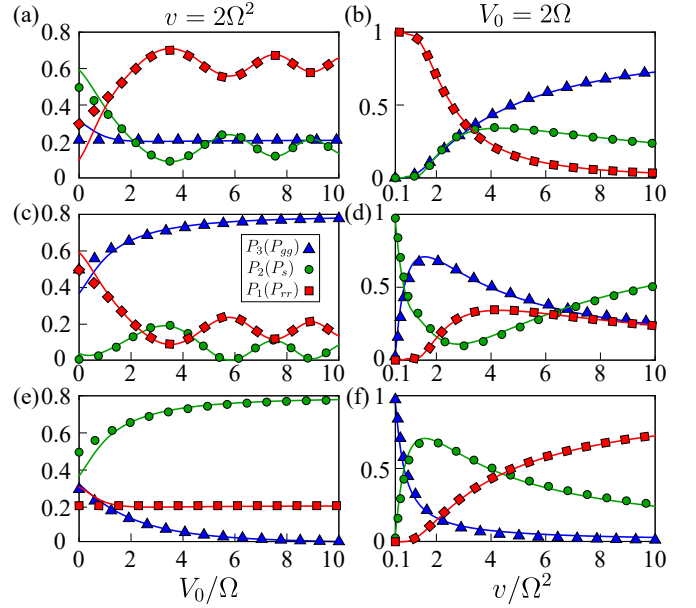 v = 2Ω²
V₀ = 2Ω
(a)
0.8
0.6
0.4
0.2
0
0 2 4 6 8 10
(b)
1
0.5
0
0.1 2 4 6 8 10
(c)
0.8
0.4
0
0 2 4 6 8 10
P₃(P_gg)
P₂(P_s)
P₁(P_rr)
(d)
1
0.5
0
0.1 2 4 6 8 10
(e)
0.8
0.6
0.4
0.2
0
0 2 4 6 8 10
V₀/Ω
(f)
1
0.5
0
0.1 2 4 6 8 10
v/Ω²